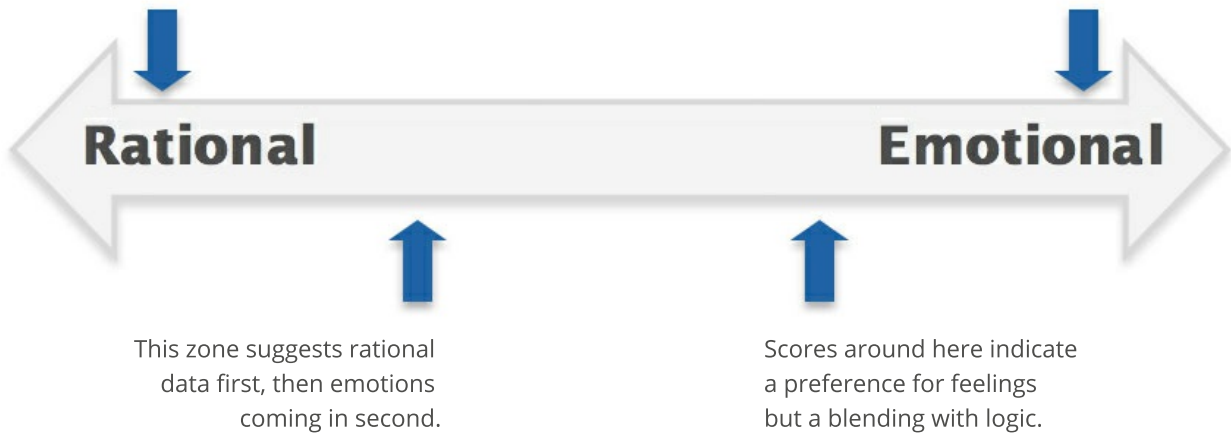 Rational
Emotional
This zone suggests rational
data first, then emotions
coming in second.
Scores around here indicate
a preference for feelings
but a blending with logic.